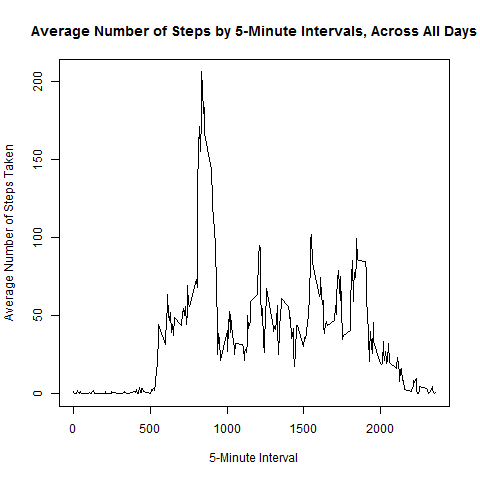 Average Number of Steps by 5-Minute Intervals, Across All Days
Average Number of Steps Taken
200
150
100
50
0
0 500 1000 1500 2000
5-Minute Interval